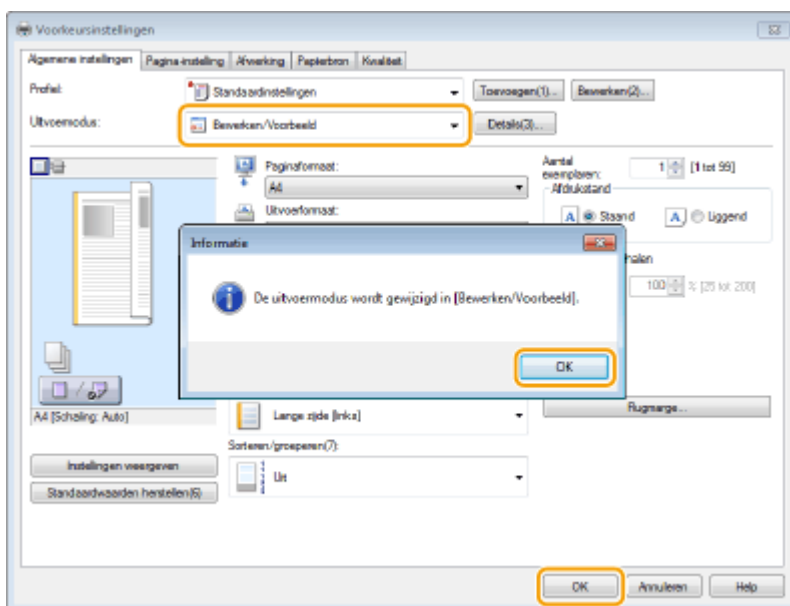 Voorkeursinstellingen
Algemene instellingen Pagina-instelling Afwerking Papierbron Kwaliteit
Profiel: Standaardinstellingen Toevoegen(1)... Bewerken(2)...
Uitvoermodus: Bewerken/Voorbeeld Details(3)...
Paginaformaat:
A4
Uitvoerformaat:
Aantal exemplaren: 1 [1 tot 99]
Afdrukstand
A Staand A Liggend
halen
100 % [25 tot 200]
Informatie
De uitvoermodus wordt gewijzigd in [Bewerken/Voorbeeld].
OK
A4 [Schaling: Auto]
Lange zijde [links]
Rugmarge...
Sorteren/groeperen(7):
Uit
Instellingen weergeven
Standaardwaarden herstellen(6)
OK Annuleren Help